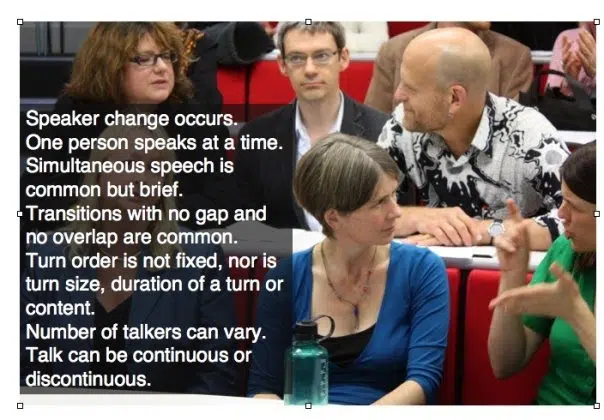 Speaker change occurs.
One person speaks at a time.
Simultaneous speech is
common but brief.
Transitions with no gap and
no overlap are common.
Turn order is not fixed, nor is
turn size, duration of a turn or
content.
Number of talkers can vary.
Talk can be continuous or
discontinuous.